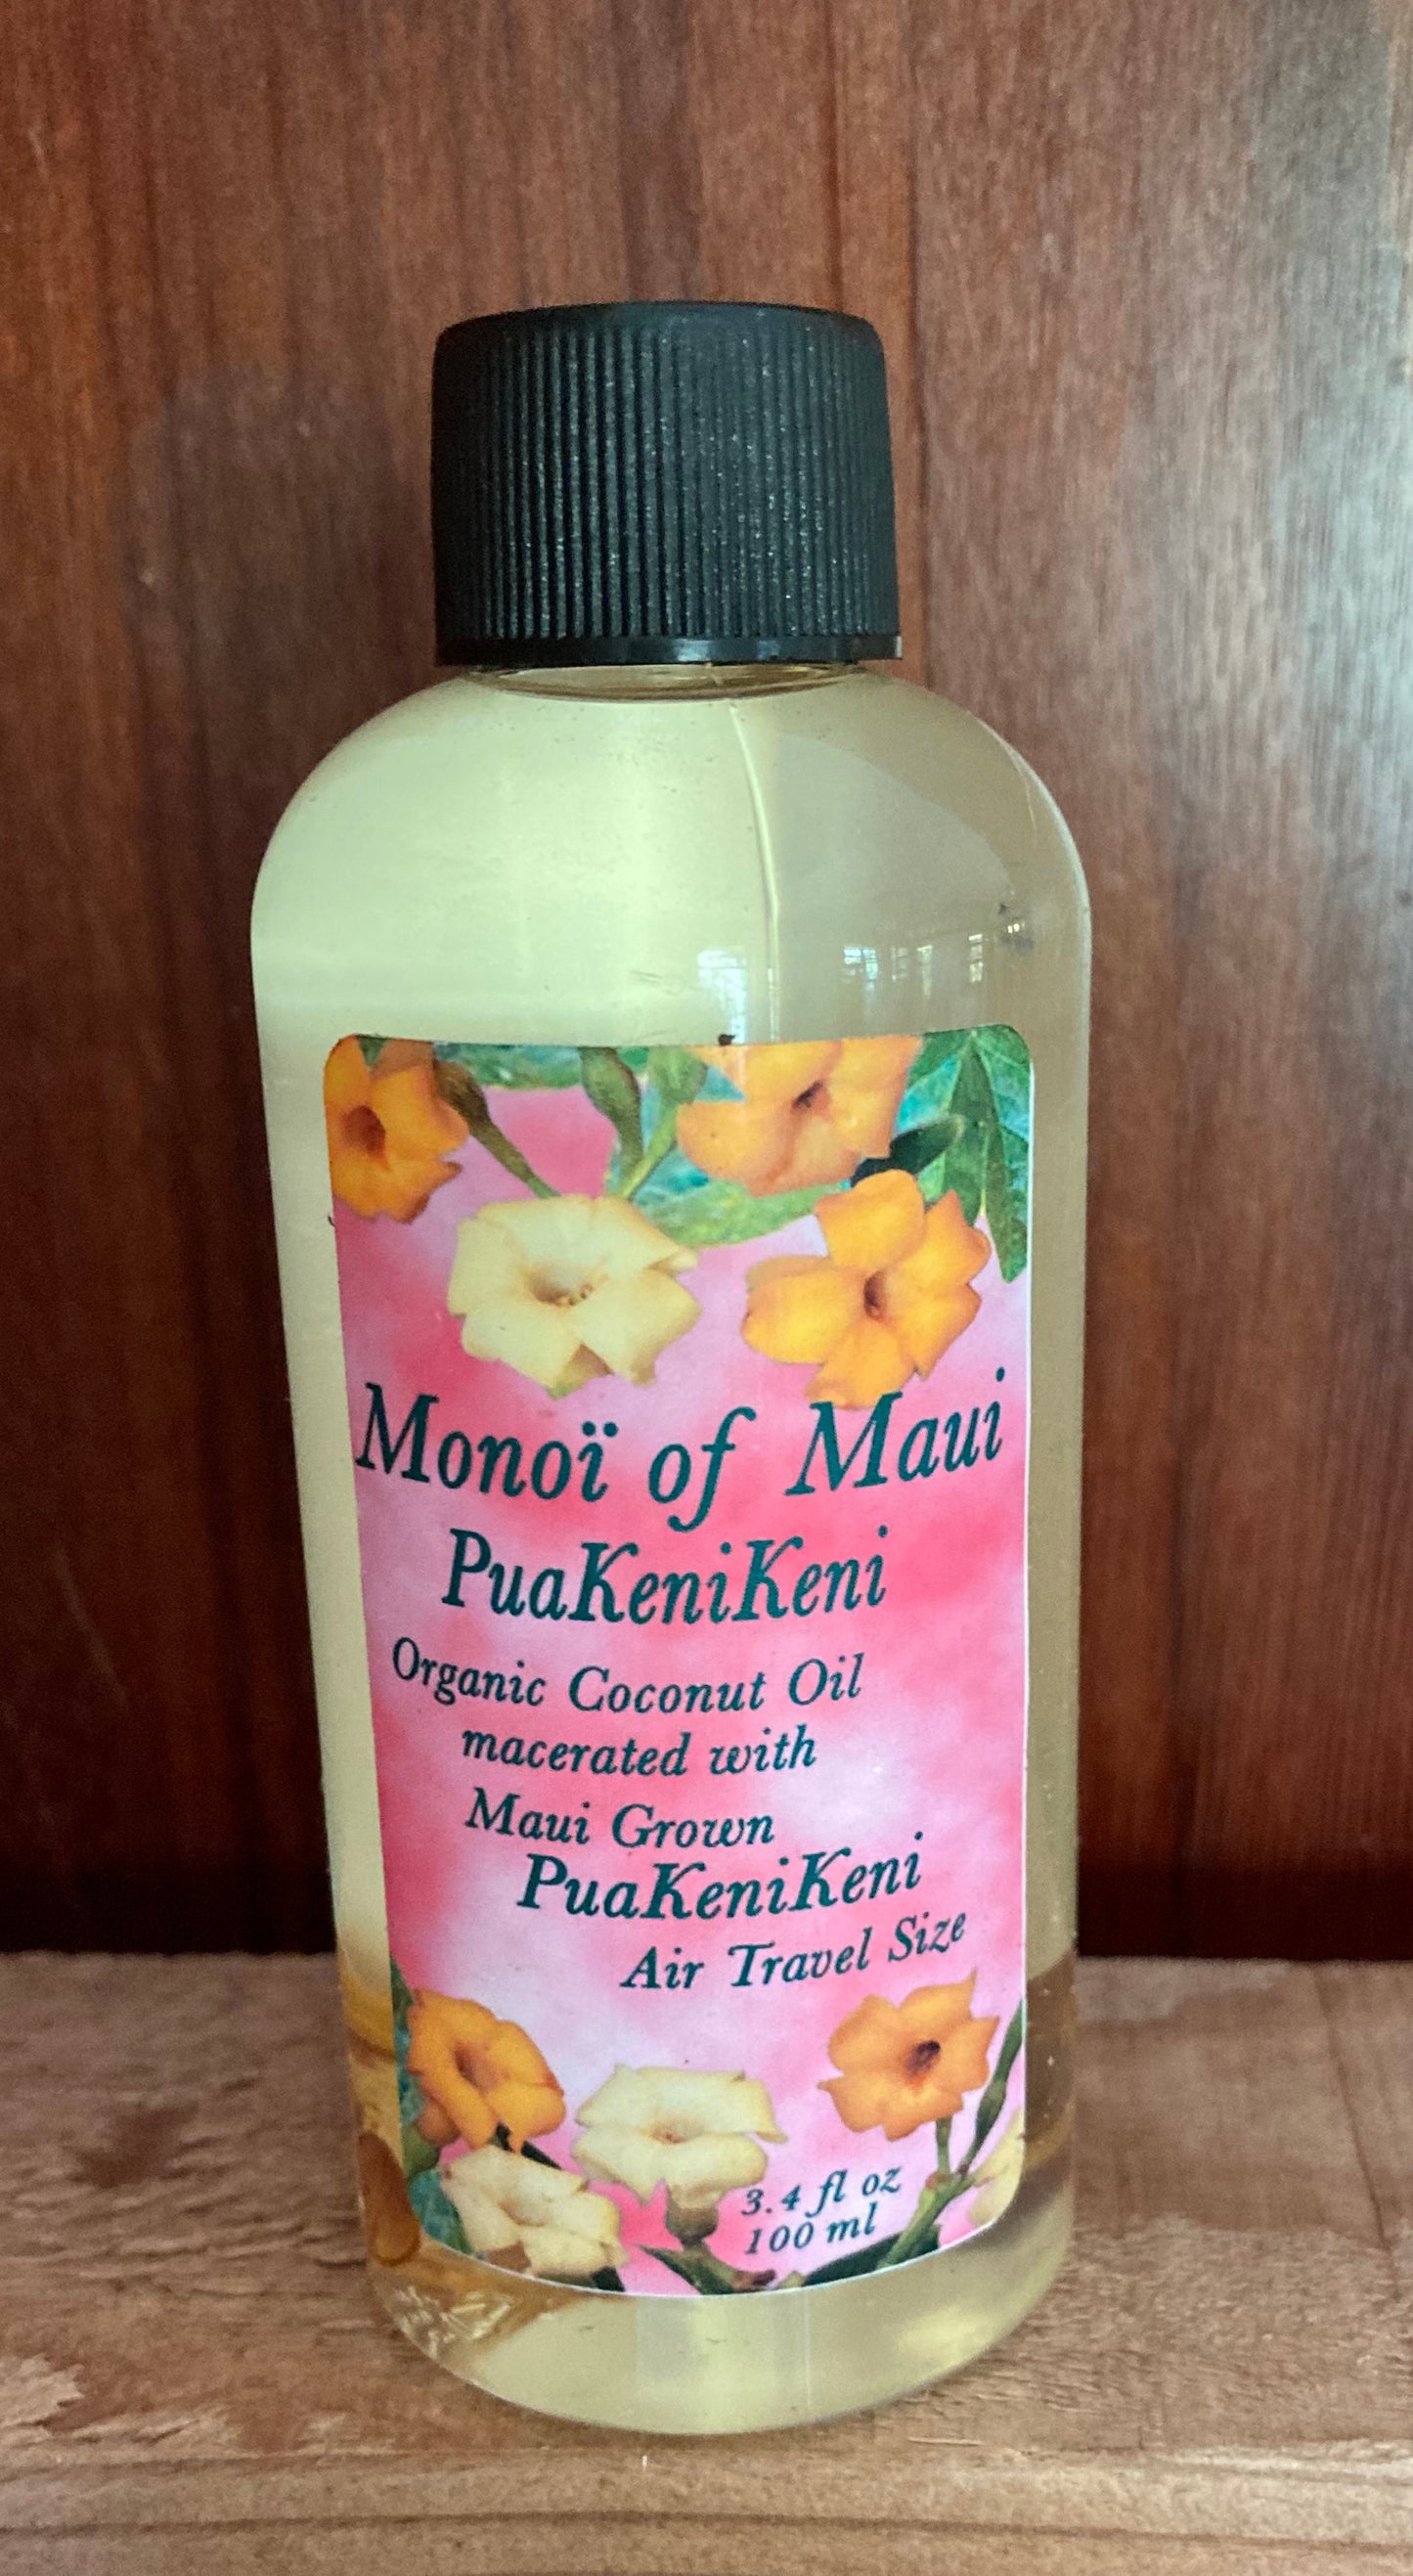 Monoï of Maui
PuaKeniKeni
Organic Coconut Oil
macerated with
Maui Grown
PuaKeniKeni
Air Travel Size
3.4 fl oz
100 ml